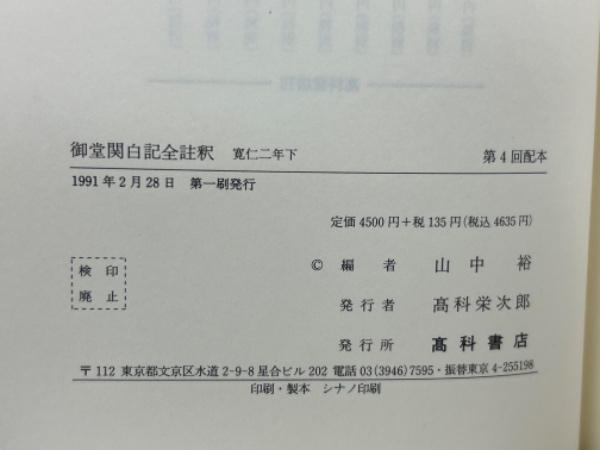 御堂関白記全註釈 寛仁二年下 第4回配本
1991年2月28日 第一刷発行
定価4500円+税135円(税込4635円)
検印
廃止
© 編者 山中 裕
発行者 髙科栄次郎
発行所 髙科書店
〒112 東京都文京区水道2-9-8星合ビル202 電話03(3946)7595・振替東京4-255198
印刷・製本 シナノ印刷